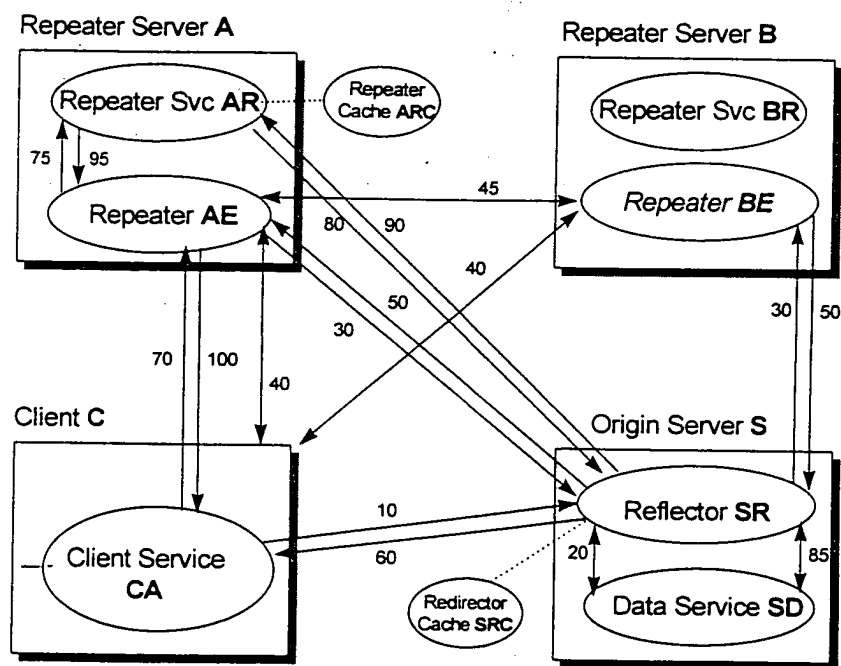 Repeater Server A
Repeater Server B
Repeater Svc AR
Repeater
Cache ARC
Repeater Svc BR
75
95
Repeater AE
45
Repeater BE
80
90
40
50
30
30
50
70
100
40
Client C
Origin Server S
10
Reflector SR
Client Service
CA
60
20
85
Redirector
Cache SRC
Data Service SD